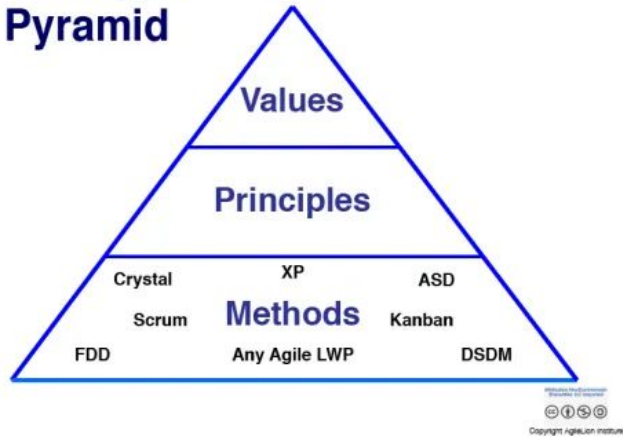 Pyramid
Values
Principles
Crystal XP ASD
Scrum Methods Kanban
FDD Any Agile LWP DSDM
Copyright AgileLion Institute